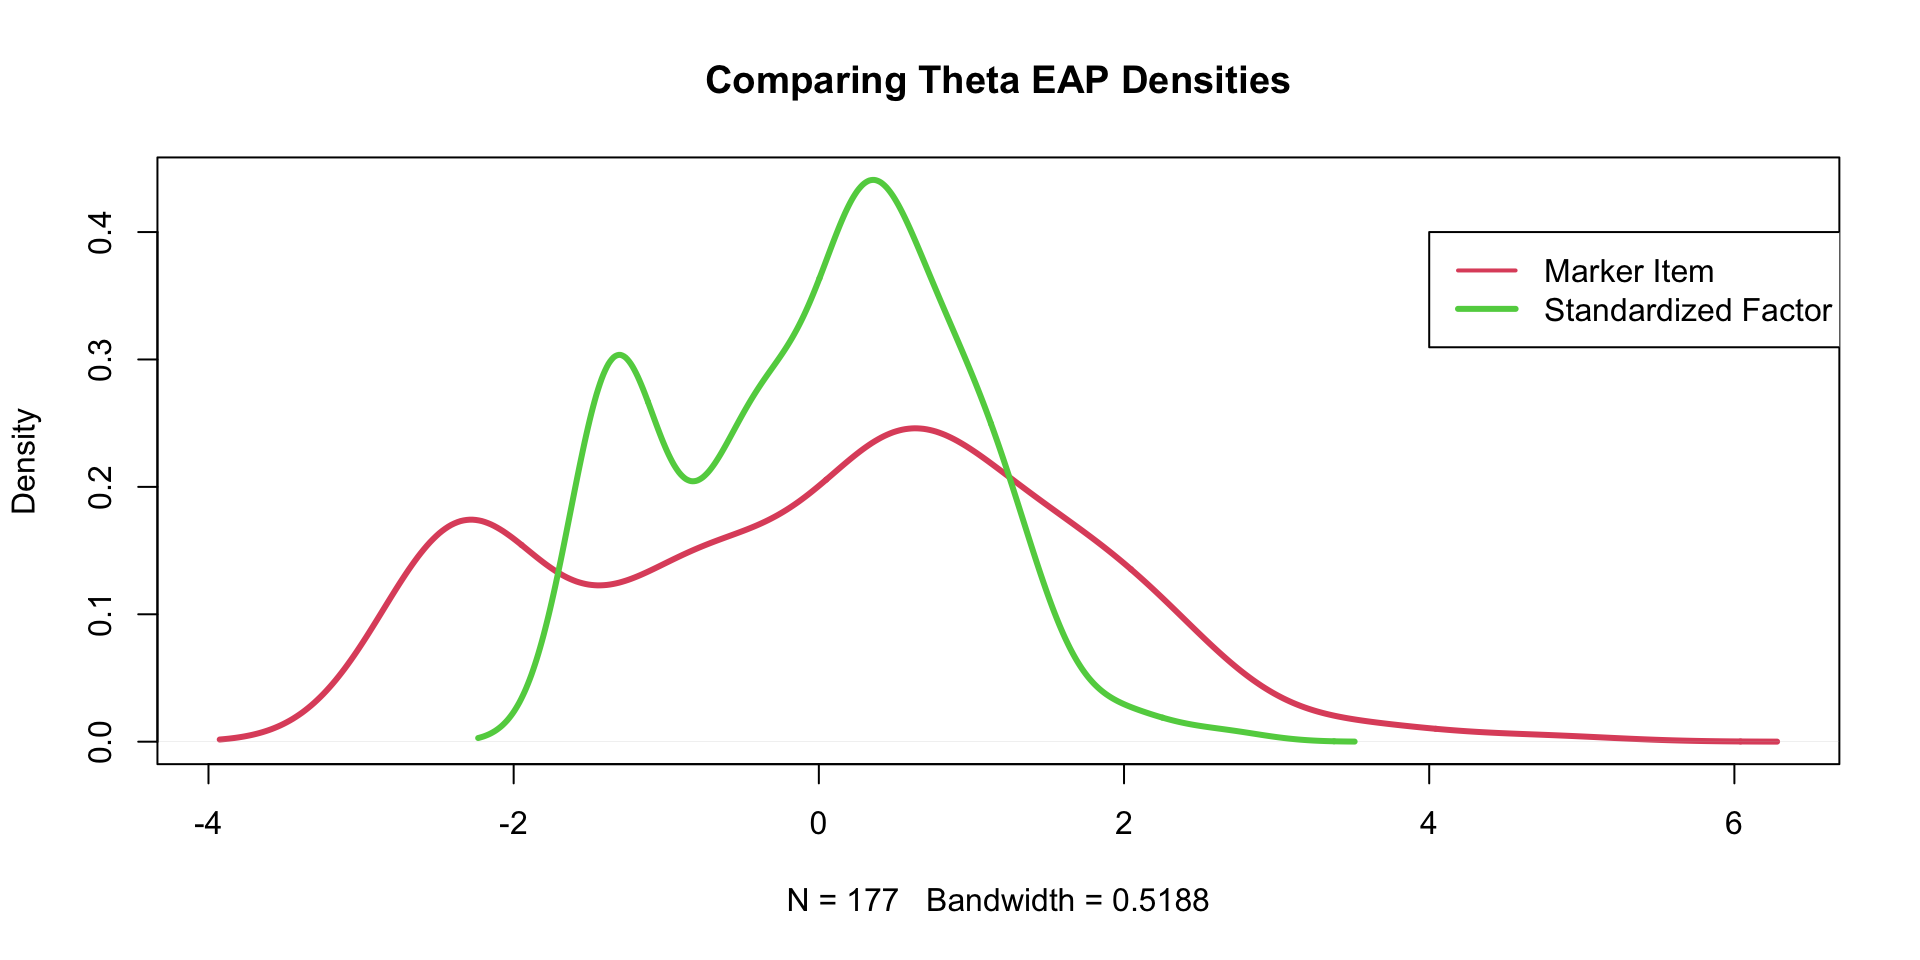 Comparing Theta EAP Densities
Density
0.4
0.3
0.2
0.1
0.0
Marker Item
Standardized Factor
-4 -2 0 2 4 6
N = 177 Bandwidth = 0.5188